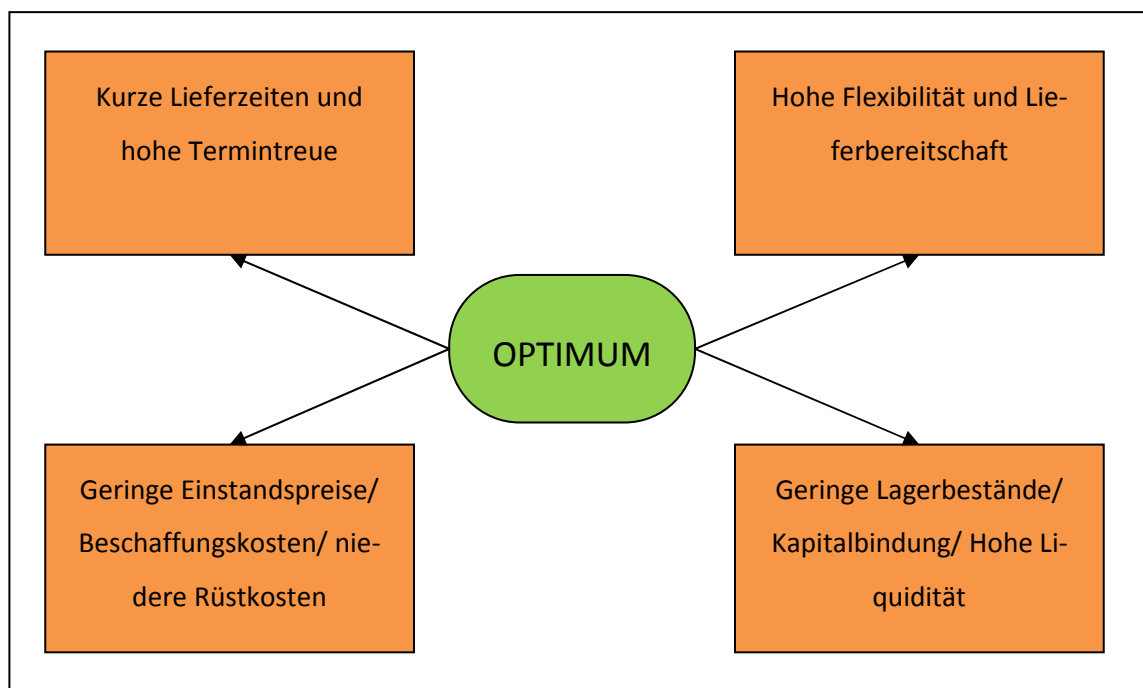 Kurze Lieferzeiten und
hohe Termintreue
Hohe Flexibilität und Lie-
ferbereitschaft
OPTIMUM
Geringe Einstandspreise/
Beschaffungskosten/ nie-
dere Rüstkosten
Geringe Lagerbestände/
Kapitalbindung/ Hohe Li-
quidität